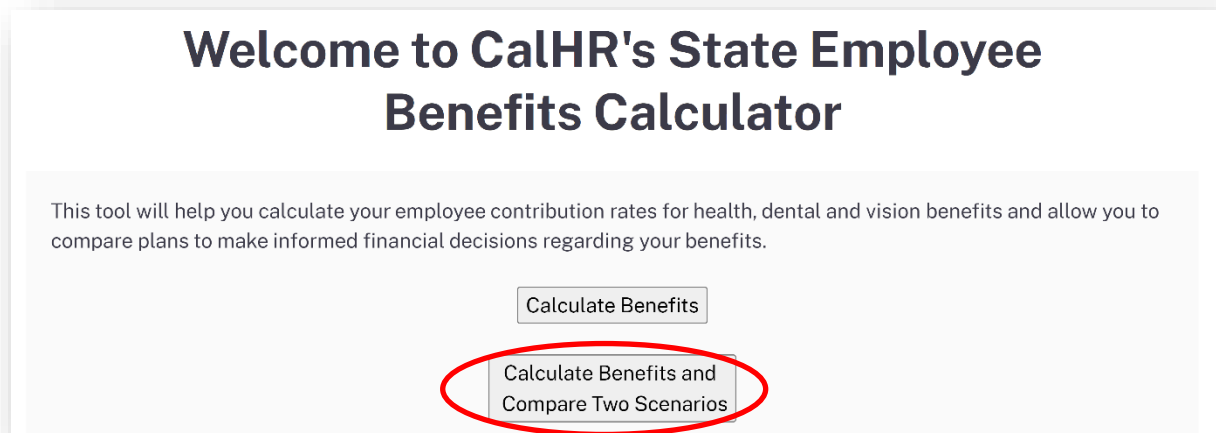 Welcome to CalHR's State Employee
Benefits Calculator
This tool will help you calculate your employee contribution rates for health, dental and vision benefits and allow you to
compare plans to make informed financial decisions regarding your benefits.
Calculate Benefits
Calculate Benefits and
Compare Two Scenarios